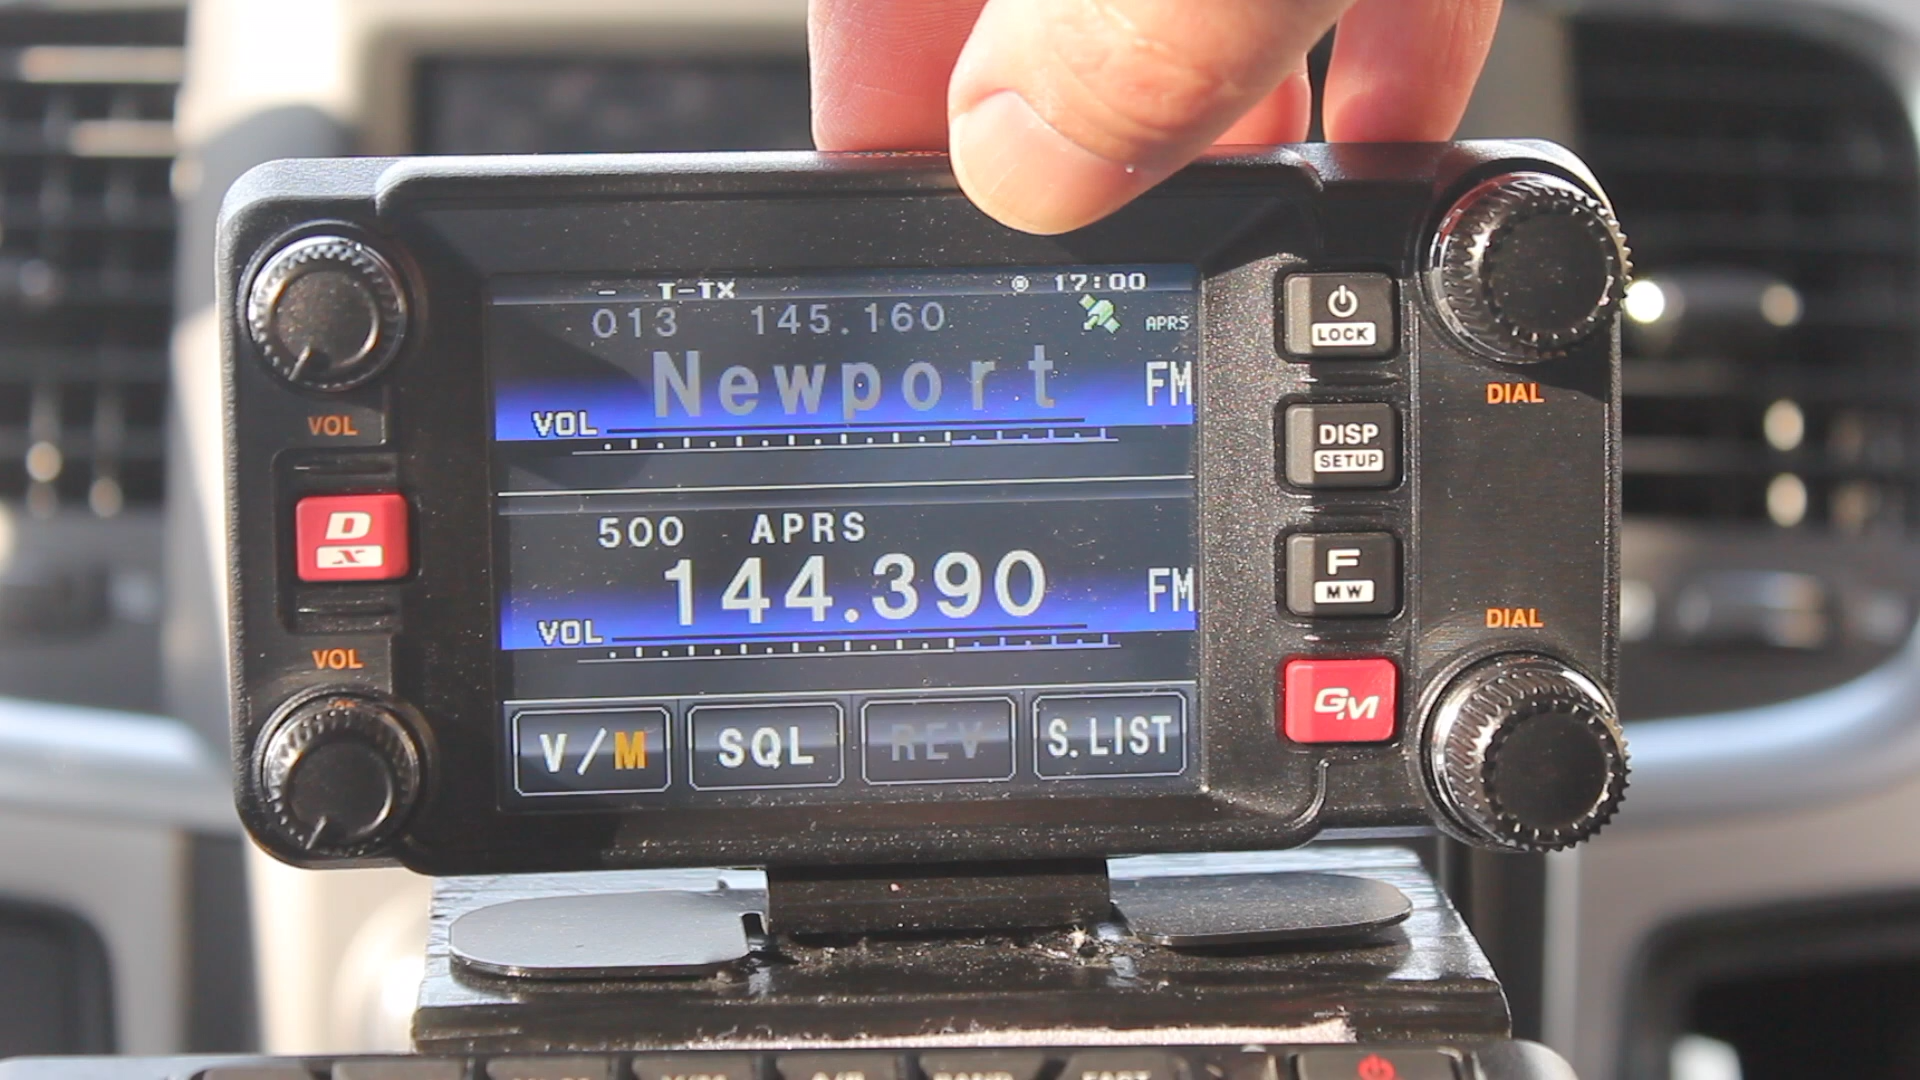 – T-TX 17:00
013 145.160 APRS
Newport FM
VOL
500 APRS
144.390 FM
VOL
V/M SQL REV S.LIST
VOL
D
X
VOL
LOCK
DIAL
DISP
SETUP
F
MW
DIAL
GM